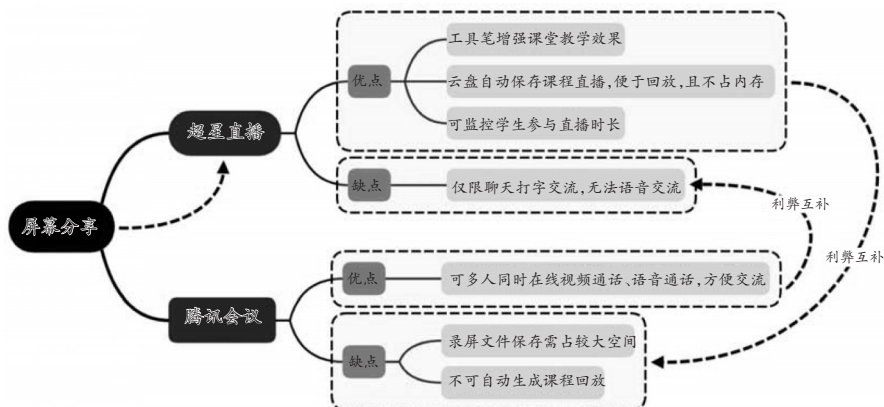 工具笔增强课堂教学效果
优点
云盘自动保存课程直播,便于回放,且不占内存
可监控学生参与直播时长
超星直播
缺点
仅限聊天打字交流,无法语音交流
利弊互补
屏幕分享
利弊互补
优点
可多人同时在线视频通话、语音通话,方便交流
腾讯会议
录屏文件保存需占较大空间
缺点
不可自动生成课程回放